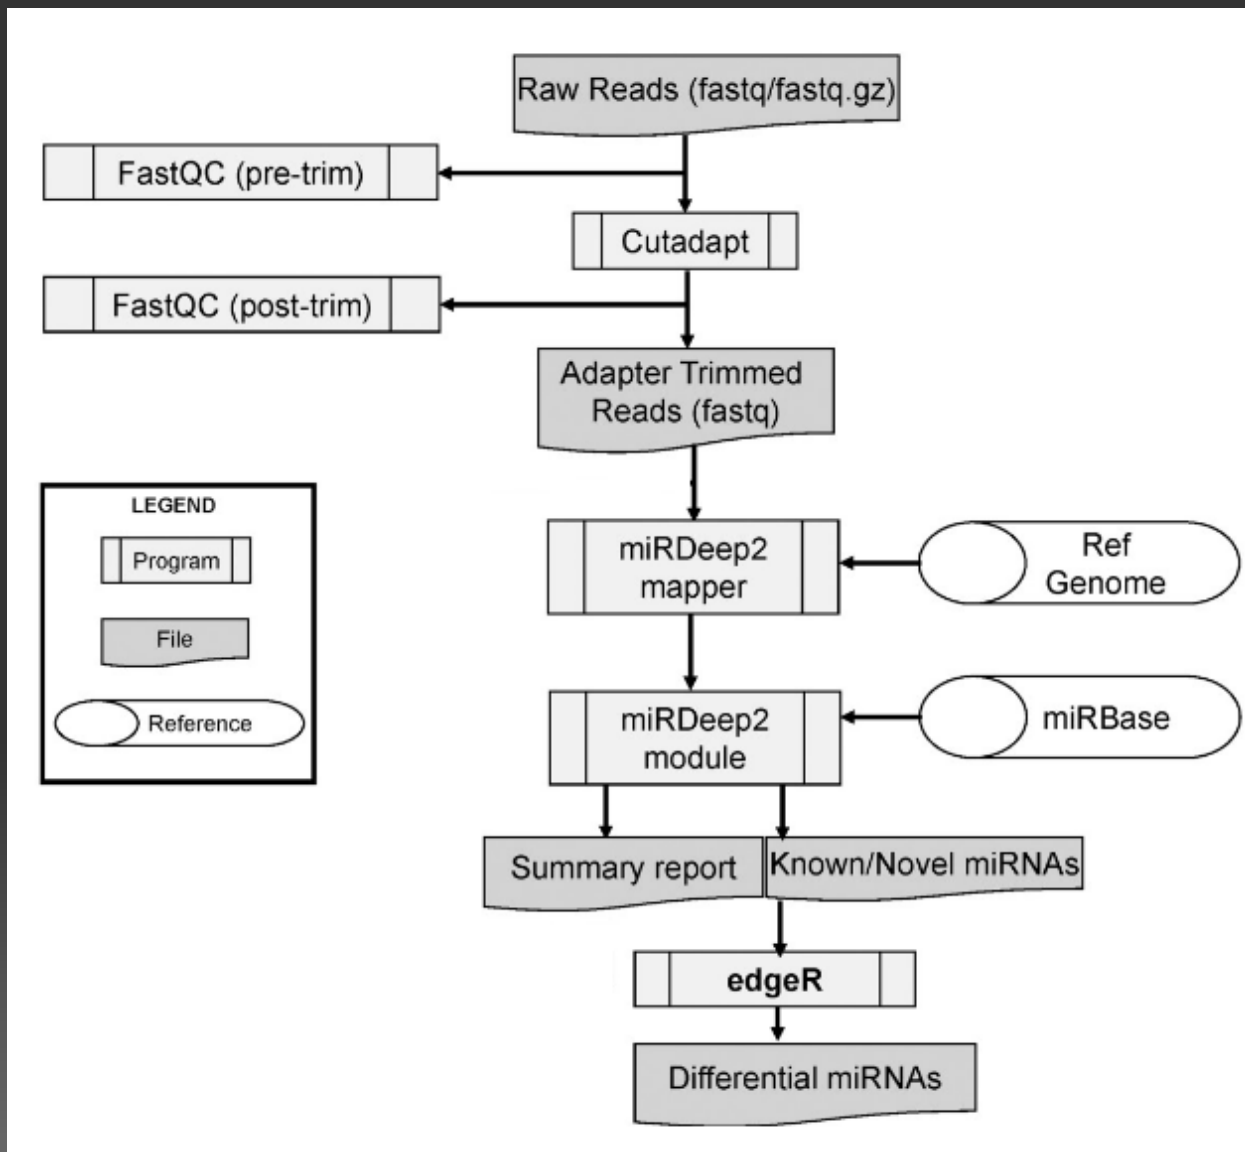 Raw Reads (fastq/fastq.gz)
FastQC (pre-trim)
Cutadapt
FastQC (post-trim)
Adapter Trimmed
Reads (fastq)
LEGEND
Program
File
Reference
miRDeep2
mapper
Ref
Genome
miRDeep2
module
miRBase
Summary report
Known/Novel miRNAs
edgeR
Differential miRNAs